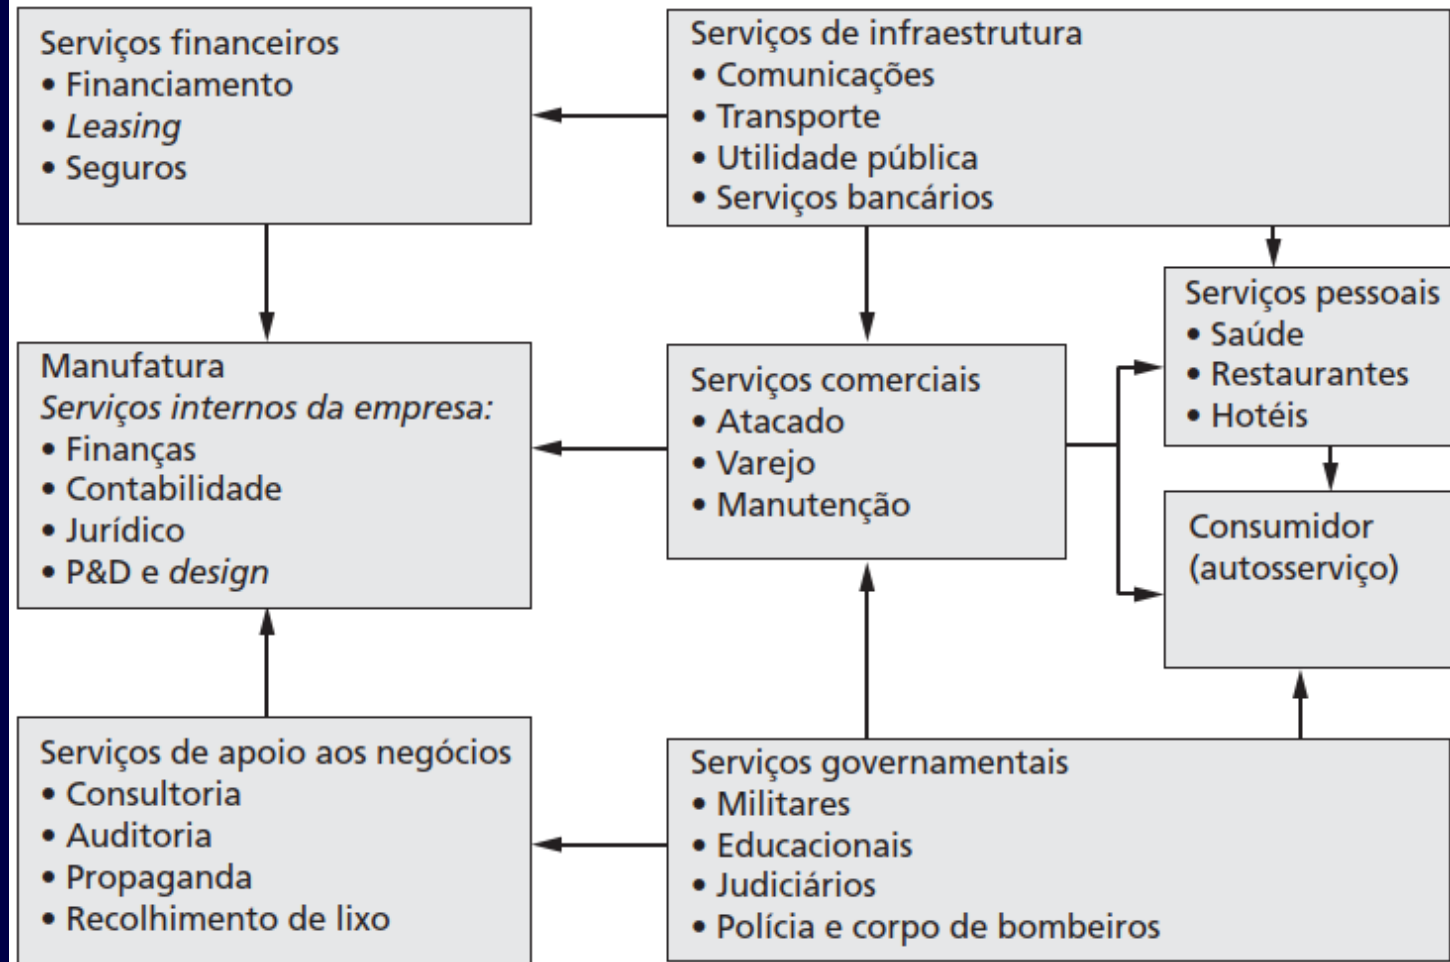 Serviços financeiros
• Financiamento
• Leasing
• Seguros
Serviços de infraestrutura
• Comunicações
• Transporte
• Utilidade pública
• Serviços bancários
Serviços pessoais
• Saúde
• Restaurantes
• Hotéis
Manufatura
Serviços internos da empresa:
• Finanças
• Contabilidade
• Jurídico
• P&D e design
Serviços comerciais
• Atacado
• Varejo
• Manutenção
Consumidor
(autosserviço)
Serviços de apoio aos negócios
• Consultoria
• Auditoria
• Propaganda
• Recolhimento de lixo
Serviços governamentais
• Militares
• Educacionais
• Judiciários
• Polícia e corpo de bombeiros